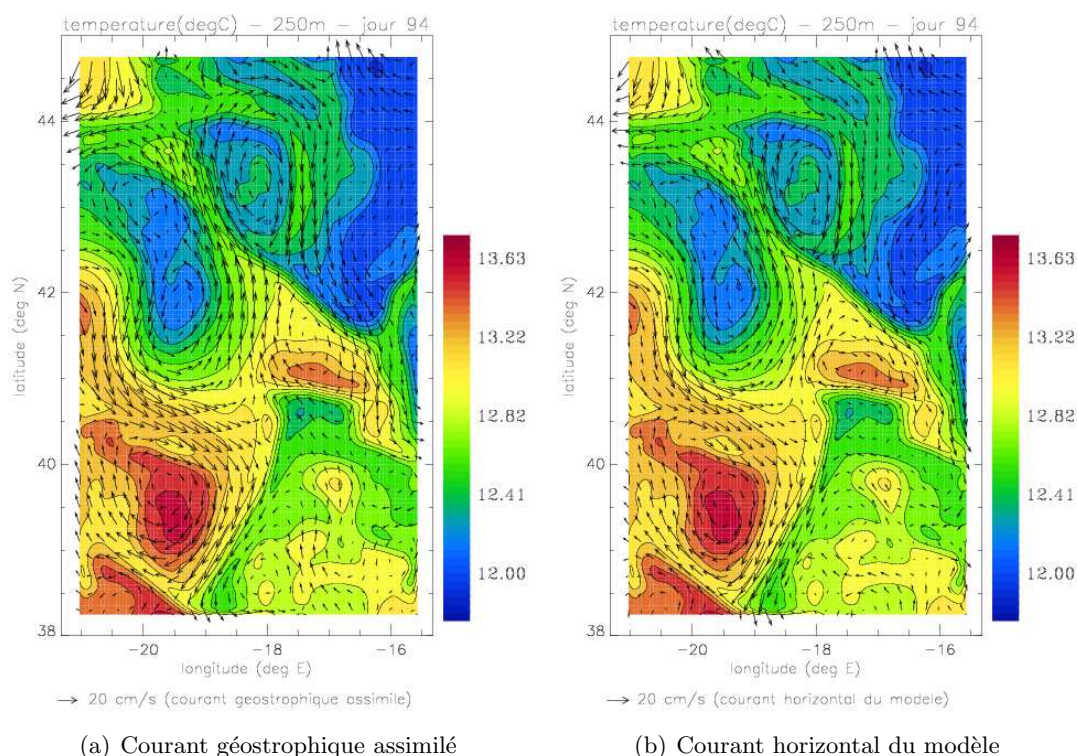 temperature(degC) - 250m - jour 94
44
42
40
38
latitude (deg N)
-20
-18
-16
longitude (deg E)
13.63
13.22
12.82
12.41
12.00
20 cm/s (courant geostrophique assimile)
(a) Courant géostrophique assimilé
temperature(degC) - 250m - jour 94
44
42
40
38
latitude (deg N)
-20
-18
-16
longitude (deg E)
13.63
13.22
12.82
12.41
12.00
20 cm/s (courant horizontal du modele)
(b) Courant horizontal du modèle